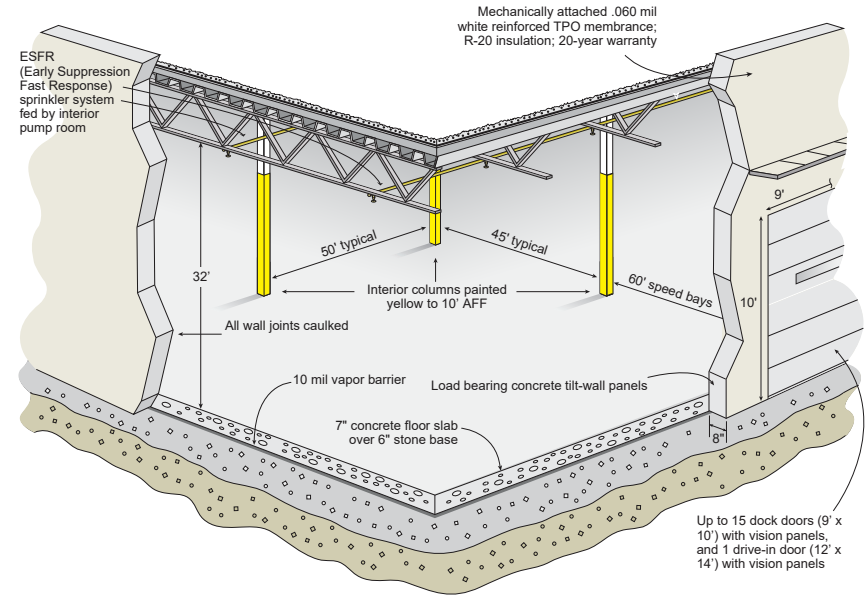 Mechanically attached .060 mil
white reinforced TPO membrance;
R-20 insulation; 20-year warranty
ESFR
(Early Suppression
Fast Response)
sprinkler system
fed by interior
pump room
9'
50' typical
45' typical
32'
60' speed bays
10'
Interior columns painted
yellow to 10' AFF
All wall joints caulked
10 mil vapor barrier
Load bearing concrete tilt-wall panels
7" concrete floor slab
over 6" stone base
8"
Up to 15 dock doors (9' x
10') with vision panels,
and 1 drive-in door (12' x
14') with vision panels